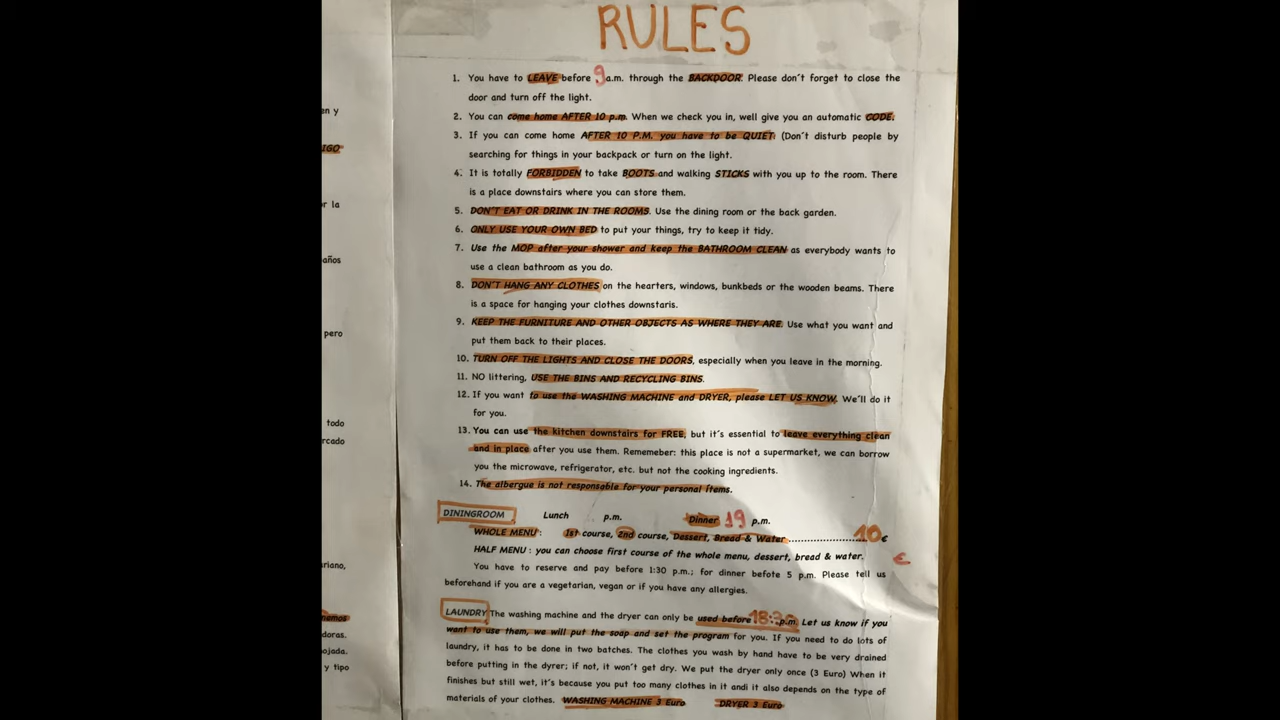 RULES
1. You have to LEAVE before 9 a.m. through the BACKDOOR. Please don't forget to close the
door and turn off the light.
2. You can come home AFTER 10 p.m. When we check you in, well give you an automatic CODE.
3. If you can come home AFTER 10 P.M. you have to be QUIET. (Don't disturb people by
searching for things in your backpack or turn on the light.
4. It is totally FORBIDDEN to take BOOTS and walking STICKS with you up to the room. There
is a place downstairs where you can store them.
5. DON'T EAT OR DRINK IN THE ROOMS. Use the dining room or the back garden.
6. ONLY USE YOUR OWN BED to put your things, try to keep it tidy.
7. Use the MOP after your shower and keep the BATHROOM CLEAN as everybody wants to
use a clean bathroom as you do.
8. DON'T HANG ANY CLOTHES on the hearters, windows, bunkbeds or the wooden beams. There
is a space for hanging your clothes downstaris.
9. KEEP THE FURNITURE AND OTHER OBJECTS AS WHERE THEY ARE. Use what you want and
put them back to their places.
10. TURN OFF THE LIGHTS AND CLOSE THE DOORS, especially when you leave in the morning.
11. NO littering, USE THE BINS AND RECYCLING BINS.
12. If you want to use the WASHING MACHINE and DRYER, please LET US KNOW. We'll do it
for you.
13. You can use the kitchen downstairs for FREE, but it's essential to leave everything clean
and in place after you use them. Rememeber: this place is not a supermarket, we can borrow
you the microwave, refrigerator, etc. but not the cooking ingredients.
14. The albergue is not responsable for your personal ítems.
DININGROOM Lunch p.m. Dinner 19 p.m.
WHOLE MENU: 1st course, 2nd course, Dessert, Bread & Water......................10€
HALF MENU: you can choose first course of the whole menu, dessert, bread & water. €
You have to reserve and pay before 1:30 p.m.; for dinner befote 5 p.m. Please tell us
beforehand if you are a vegetarian, vegan or if you have any allergies.
LAUNDRY The washing machine and the dryer can only be used before 18:30 p.m. Let us know if you
want to use them, we will put the soap and set the program for you. If you need to do lots of
laundry, it has to be done in two batches. The clothes you wash by hand have to be very drained
before putting in the dyrer; if not, it won't get dry. We put the dryer only once (3 Euro) When it
finishes but still wet, it's because you put too many clothes in it andi it also depends on the type of
materials of your clothes. WASHING MACHINE 3 Euro DRYER 3 Euro
en y
IGO
r la
años
pero
todo
rcado
riano,
nemos
doras.
ojada.
y tipo